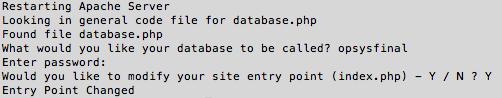 Restarting Apache Server
Looking in general code file for database.php
Found file database.php
What would you like your database to be called? opsysfinal
Enter password:
Would you like to modify your site entry point (index.php) - Y / N ? Y
Entry Point Changed